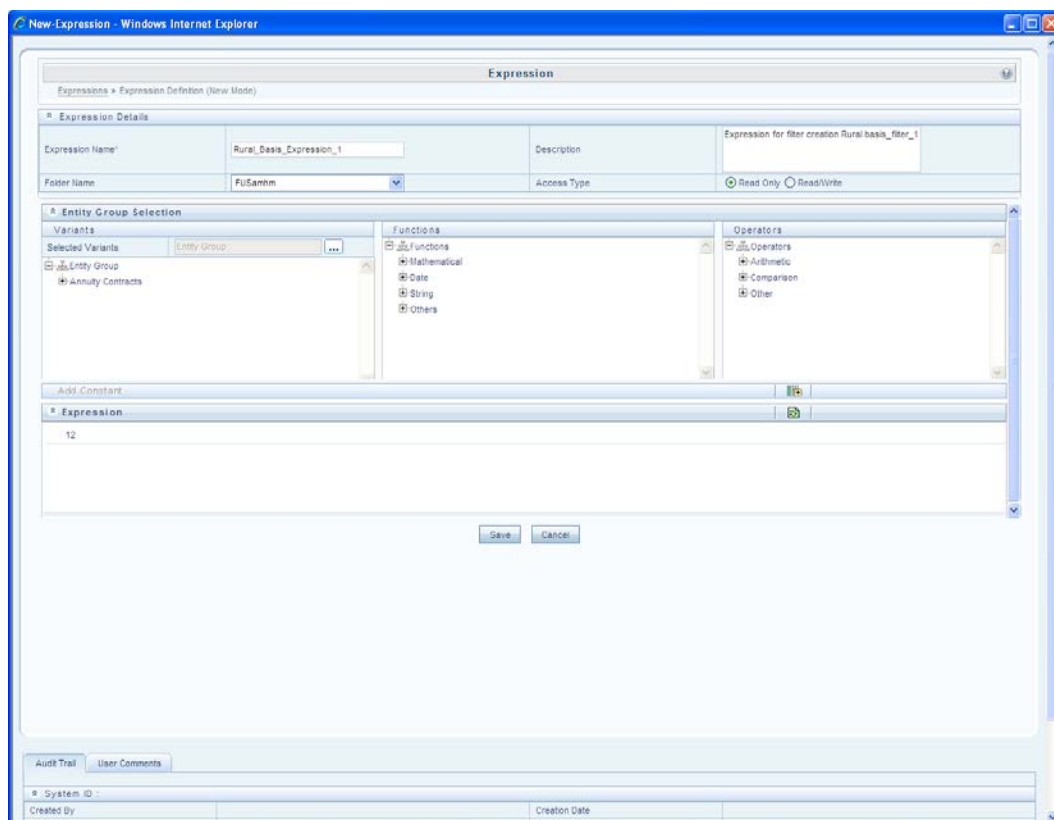 New-Expression - Windows Internet Explorer
Expression
Expressions » Expression Definition (New Mode)
Expression Details
Expression Name*
Rural_Basis_Expression_1
Description
Expression for filter creation Rural basis_filter_1
Folder Name
FUSamhm
Access Type
Read Only
Read/Write
Entity Group Selection
Variants
Functions
Operators
Selected Variants
Entity Group
...
Entity Group
Annuity Contracts
Functions
Mathematical
Date
String
Others
Operators
Arithmetic
Comparison
Other
Add Constant
Expression
12
Save
Cancel
Audit Trail
User Comments
System ID :
Created By
Creation Date